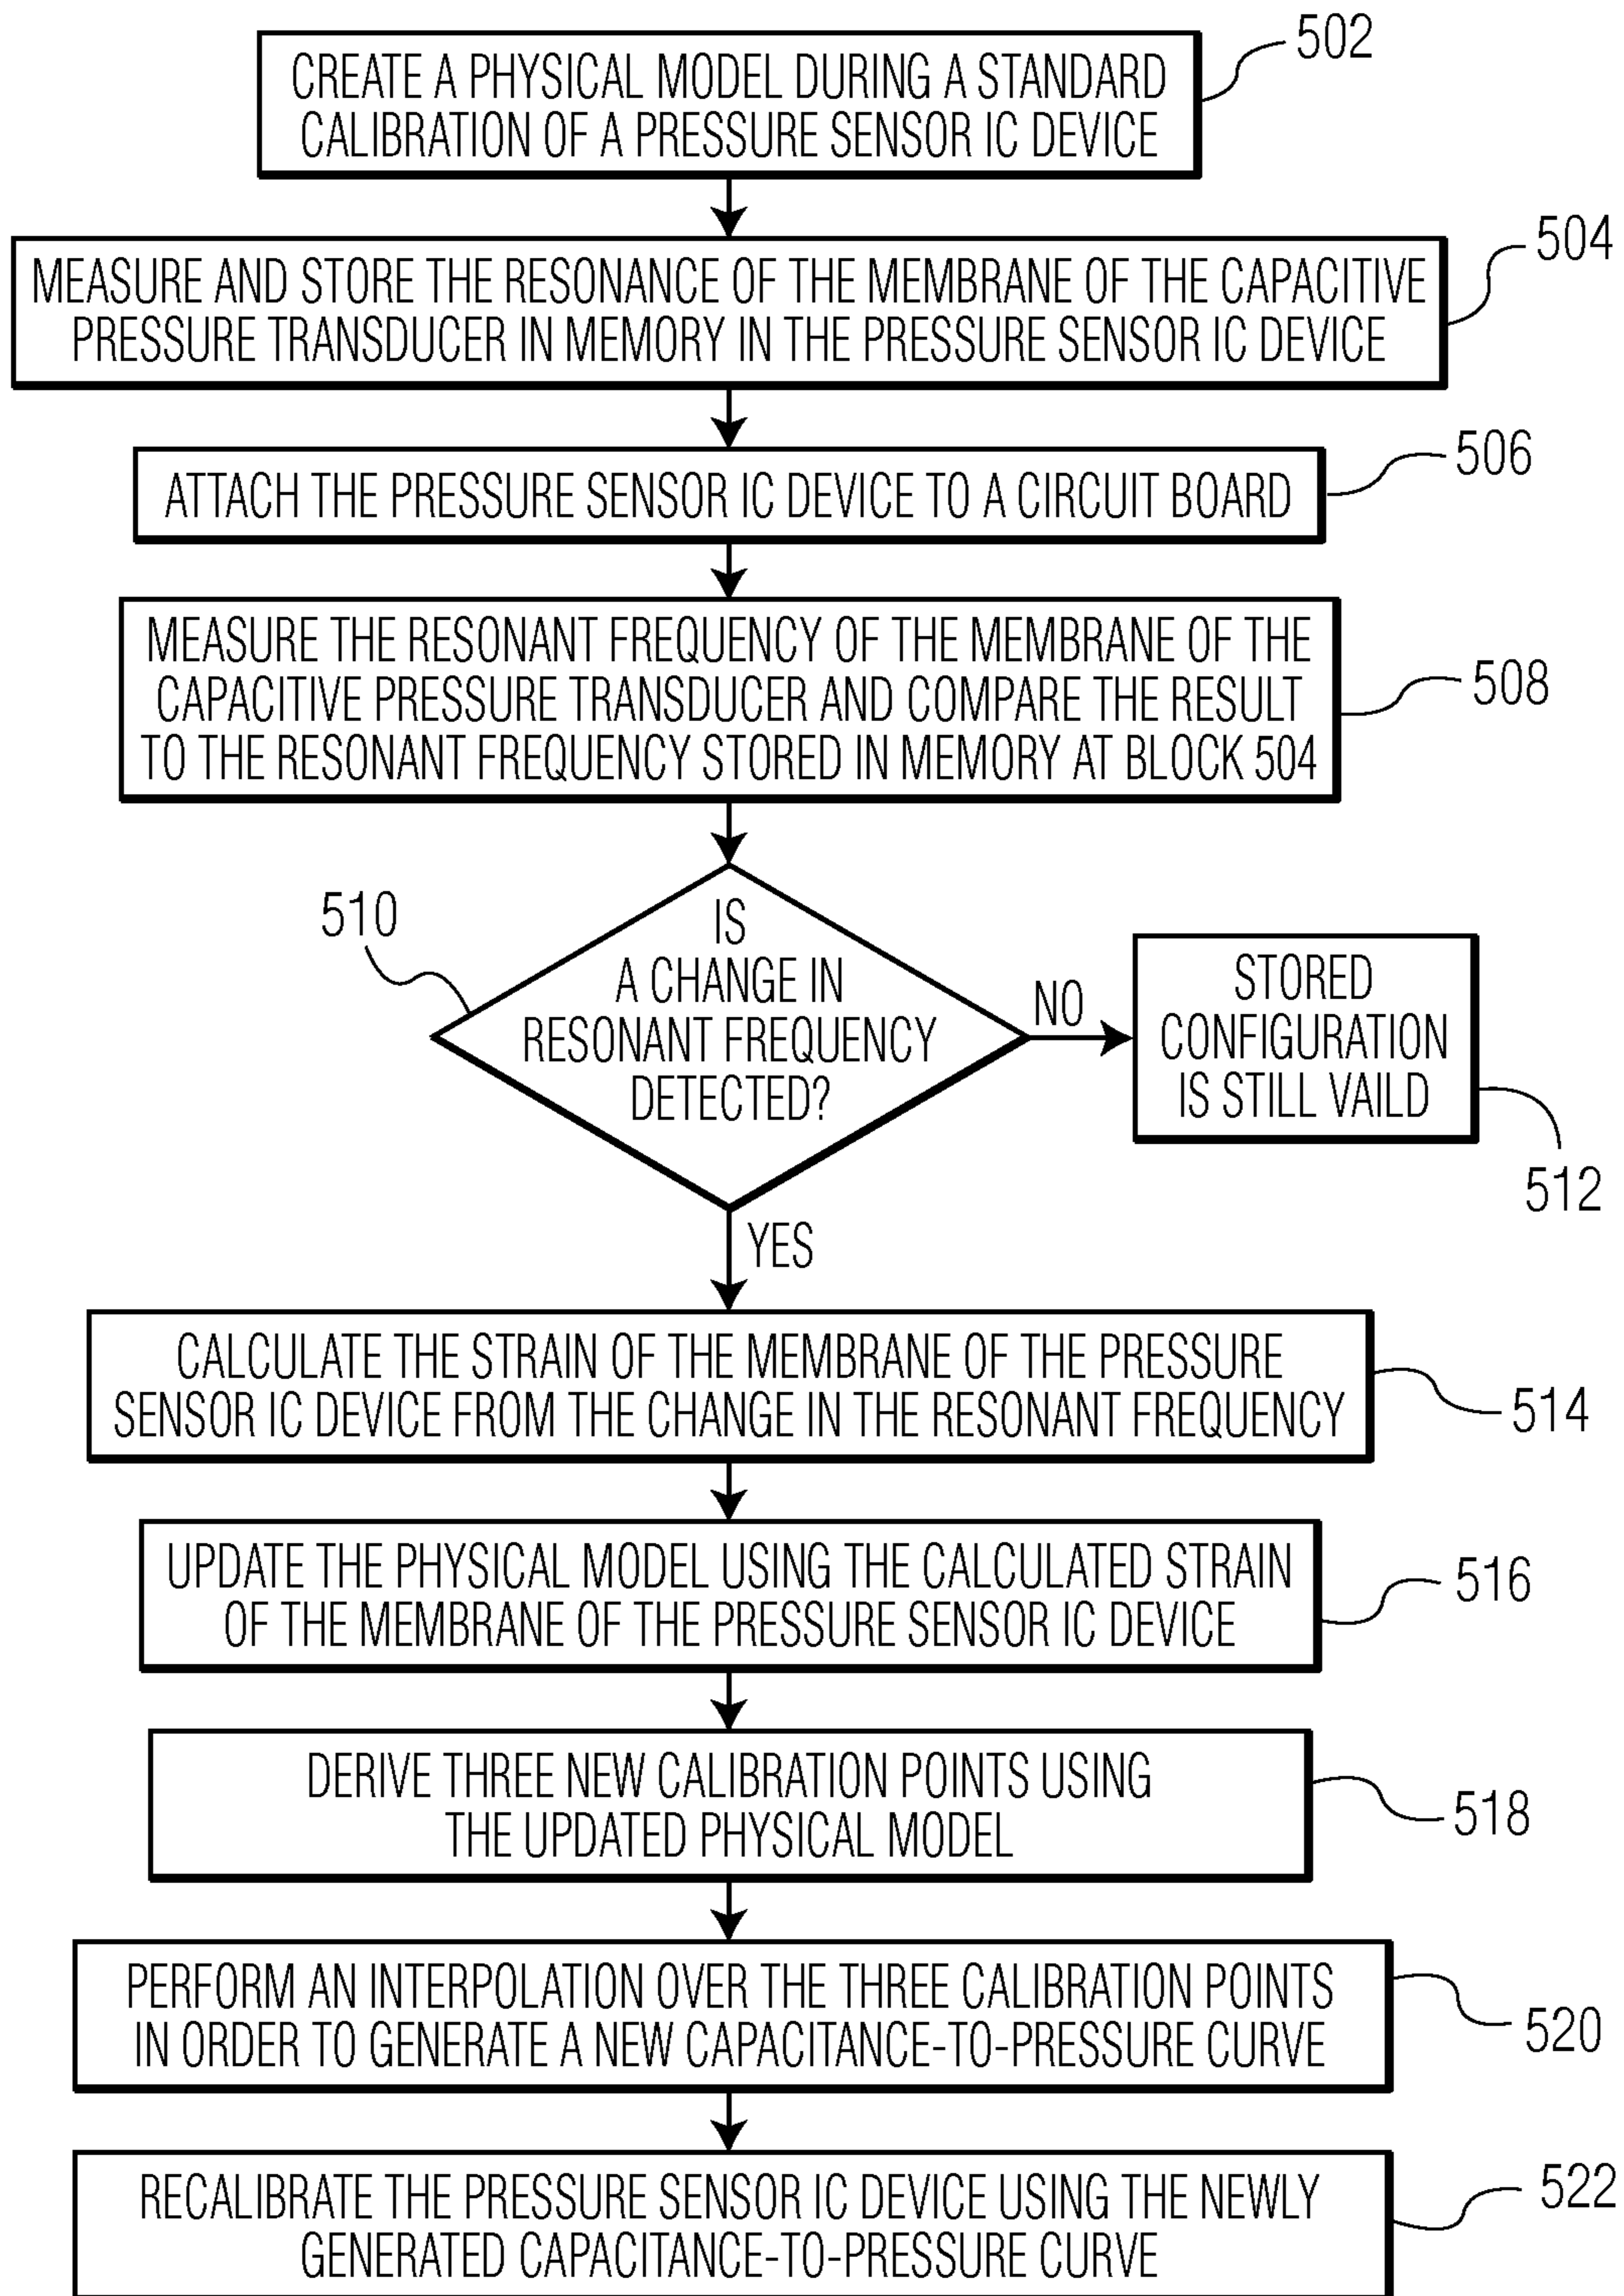 502
CREATE A PHYSICAL MODEL DURING A STANDARD
CALIBRATION OF A PRESSURE SENSOR IC DEVICE
504
MEASURE AND STORE THE RESONANCE OF THE MEMBRANE OF THE CAPACITIVE
PRESSURE TRANSDUCER IN MEMORY IN THE PRESSURE SENSOR IC DEVICE
506
ATTACH THE PRESSURE SENSOR IC DEVICE TO A CIRCUIT BOARD
MEASURE THE RESONANT FREQUENCY OF THE MEMBRANE OF THE
CAPACITIVE PRESSURE TRANSDUCER AND COMPARE THE RESULT
TO THE RESONANT FREQUENCY STORED IN MEMORY AT BLOCK 504
508
510
IS
A CHANGE IN
RESONANT FREQUENCY
DETECTED?
NO
STORED
CONFIGURATION
IS STILL VAILD
512
YES
CALCULATE THE STRAIN OF THE MEMBRANE OF THE PRESSURE
SENSOR IC DEVICE FROM THE CHANGE IN THE RESONANT FREQUENCY
514
UPDATE THE PHYSICAL MODEL USING THE CALCULATED STRAIN
OF THE MEMBRANE OF THE PRESSURE SENSOR IC DEVICE
516
DERIVE THREE NEW CALIBRATION POINTS USING
THE UPDATED PHYSICAL MODEL
518
PERFORM AN INTERPOLATION OVER THE THREE CALIBRATION POINTS
IN ORDER TO GENERATE A NEW CAPACITANCE-TO-PRESSURE CURVE
520
RECALIBRATE THE PRESSURE SENSOR IC DEVICE USING THE NEWLY
GENERATED CAPACITANCE-TO-PRESSURE CURVE
522